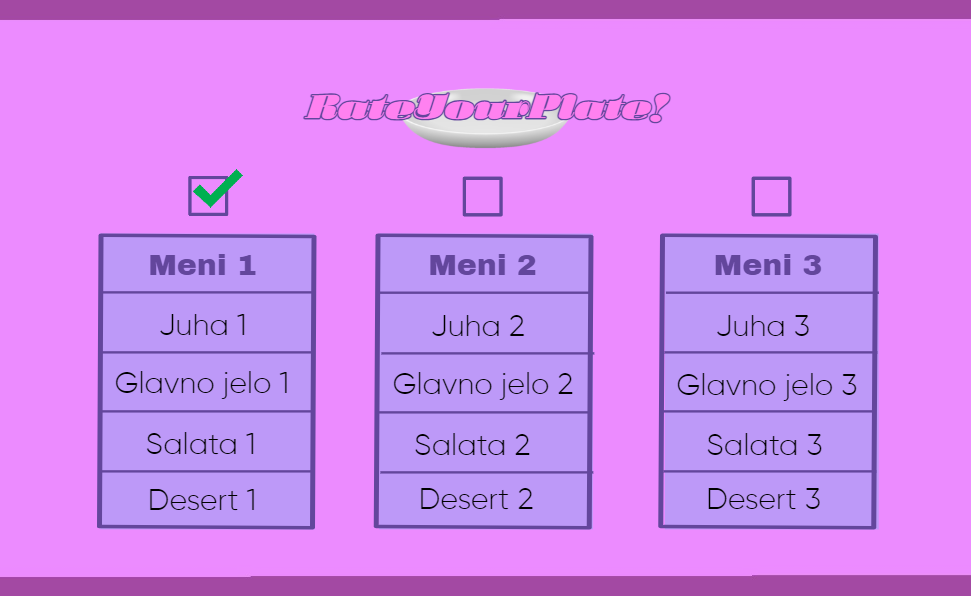 RateYourPlate!
Meni 1
Juha 1
Glavno jelo 1
Salata 1
Desert 1
Meni 2
Juha 2
Glavno jelo 2
Salata 2
Desert 2
Meni 3
Juha 3
Glavno jelo 3
Salata 3
Desert 3